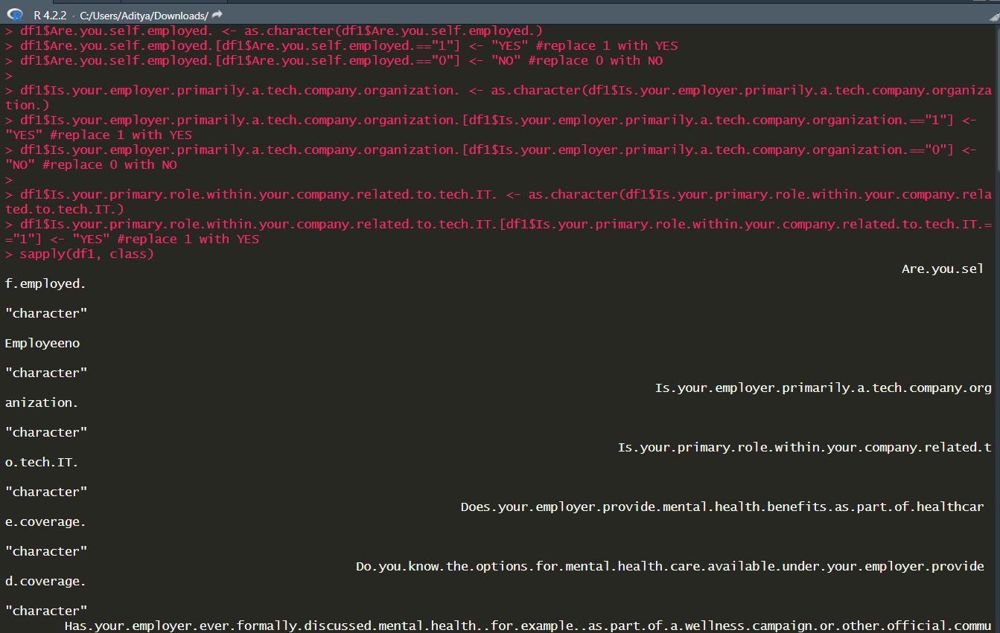 R 4.2.2 · C:/Users/Aditya/Downloads/
> df1$Are.you.self.employed. <- as.character(df1$Are.you.self.employed.)
> df1$Are.you.self.employed.[df1$Are.you.self.employed.=="1"] <- "YES" #replace 1 with YES
> df1$Are.you.self.employed.[df1$Are.you.self.employed.=="0"] <- "NO" #replace 0 with NO
>
> df1$Is.your.employer.primarily.a.tech.company.organization. <- as.character(df1$Is.your.employer.primarily.a.tech.company.organiza
tion.)
> df1$Is.your.employer.primarily.a.tech.company.organization.[df1$Is.your.employer.primarily.a.tech.company.organization.=="1"] <-
"YES" #replace 1 with YES
> df1$Is.your.employer.primarily.a.tech.company.organization.[df1$Is.your.employer.primarily.a.tech.company.organization.=="0"] <-
"NO" #replace 0 with NO
>
> df1$Is.your.primary.role.within.your.company.related.to.tech.IT. <- as.character(df1$Is.your.primary.role.within.your.company.rela
ted.to.tech.IT.)
> df1$Is.your.primary.role.within.your.company.related.to.tech.IT.[df1$Is.your.primary.role.within.your.company.related.to.tech.IT.=
="1"] <- "YES" #replace 1 with YES
> sapply(df1, class)
Are.you.sel
f.employed.
"character"
Employeeno
"character"
Is.your.employer.primarily.a.tech.company.org
anization.
"character"
Is.your.primary.role.within.your.company.related.t
o.tech.IT.
"character"
Does.your.employer.provide.mental.health.benefits.as.part.of.healthcar
e.coverage.
"character"
Do.you.know.the.options.for.mental.health.care.available.under.your.employer.provide
d.coverage.
"character"
Has.your.employer.ever.formally.discussed.mental.health..for.example..as.part.of.a.wellness.campaign.or.other.official.commu